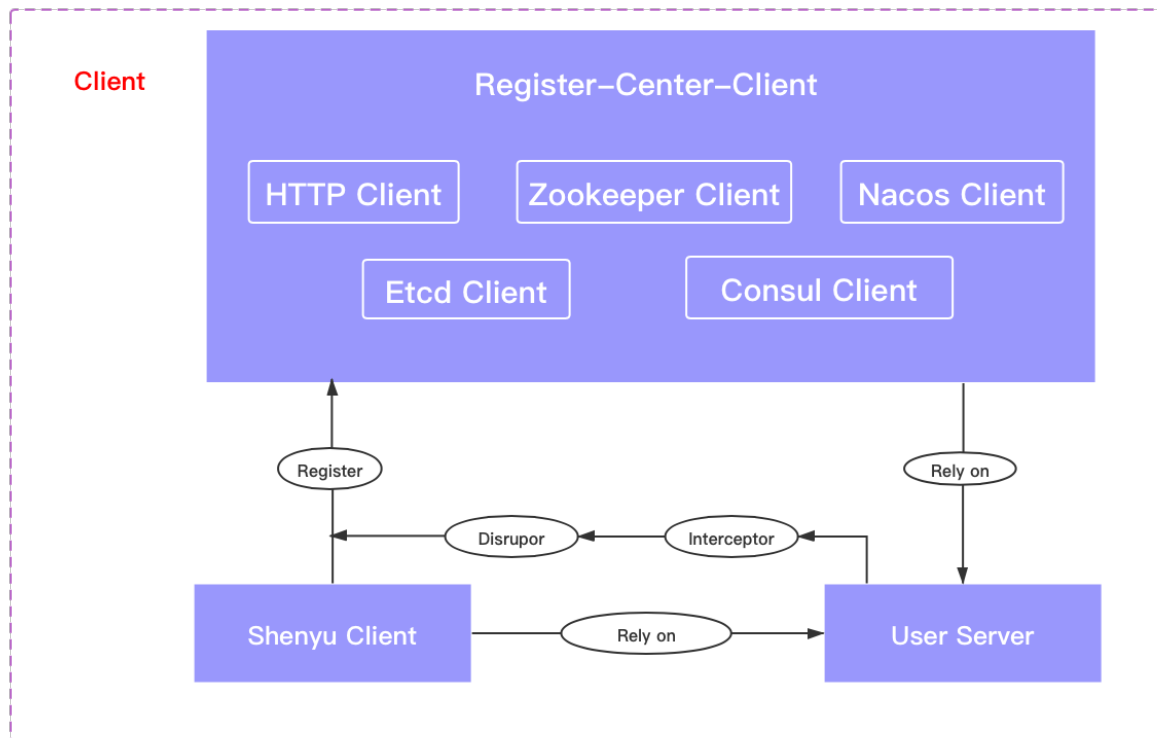 Client
Register-Center-Client
HTTP Client
Zookeeper Client
Nacos Client
Etcd Client
Consul Client
Register
Rely on
Disrupor
Interceptor
Shenyu Client
Rely on
User Server